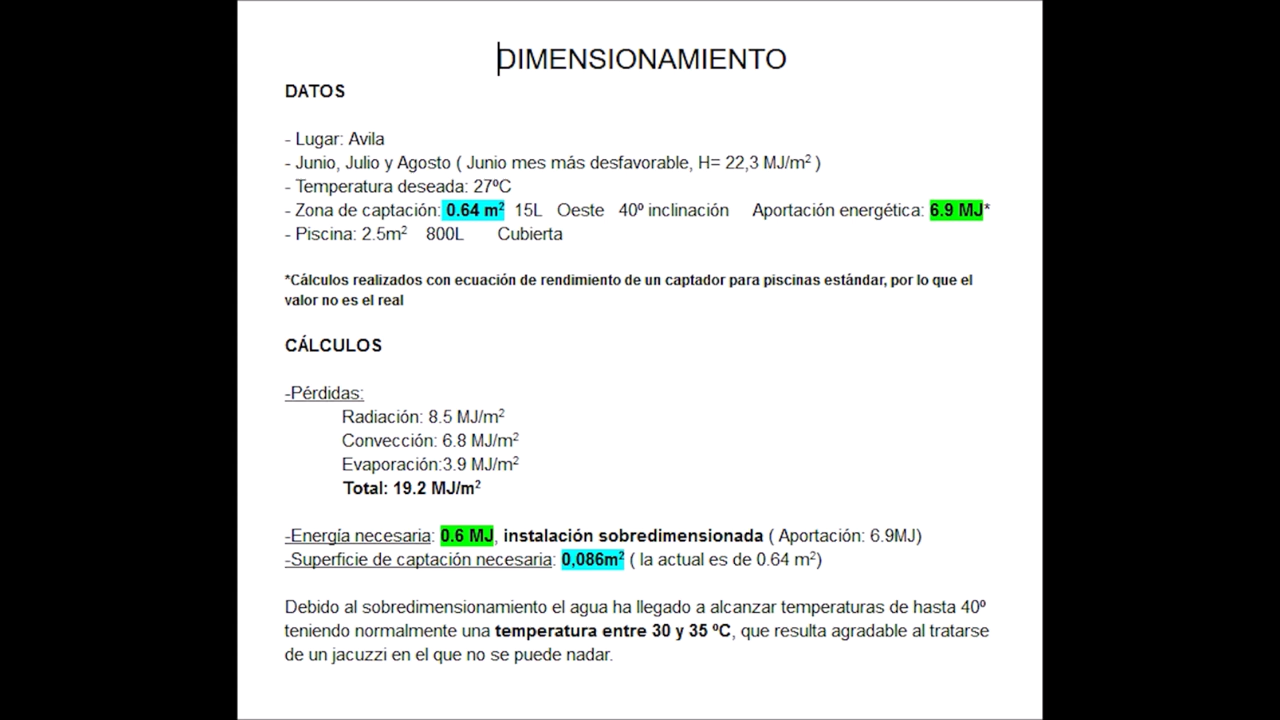 DIMENSIONAMIENTO
DATOS
- Lugar: Avila
- Junio, Julio y Agosto ( Junio mes más desfavorable, H= 22,3 MJ/m² )
- Temperatura deseada: 27ºC
- Zona de captación: 0.64 m² 15L Oeste 40º inclinación Aportación energética: 6.9 MJ*
- Piscina: 2.5m² 800L Cubierta
*Cálculos realizados con ecuación de rendimiento de un captador para piscinas estándar, por lo que el
valor no es el real
CÁLCULOS
-Pérdidas:
Radiación: 8.5 MJ/m²
Convección: 6.8 MJ/m²
Evaporación:3.9 MJ/m²
Total: 19.2 MJ/m²
-Energía necesaria: 0.6 MJ, instalación sobredimensionada ( Aportación: 6.9MJ)
-Superficie de captación necesaria: 0,086m² ( la actual es de 0.64 m²)
Debido al sobredimensionamiento el agua ha llegado a alcanzar temperaturas de hasta 40º
teniendo normalmente una temperatura entre 30 y 35 ºC, que resulta agradable al tratarse
de un jacuzzi en el que no se puede nadar.